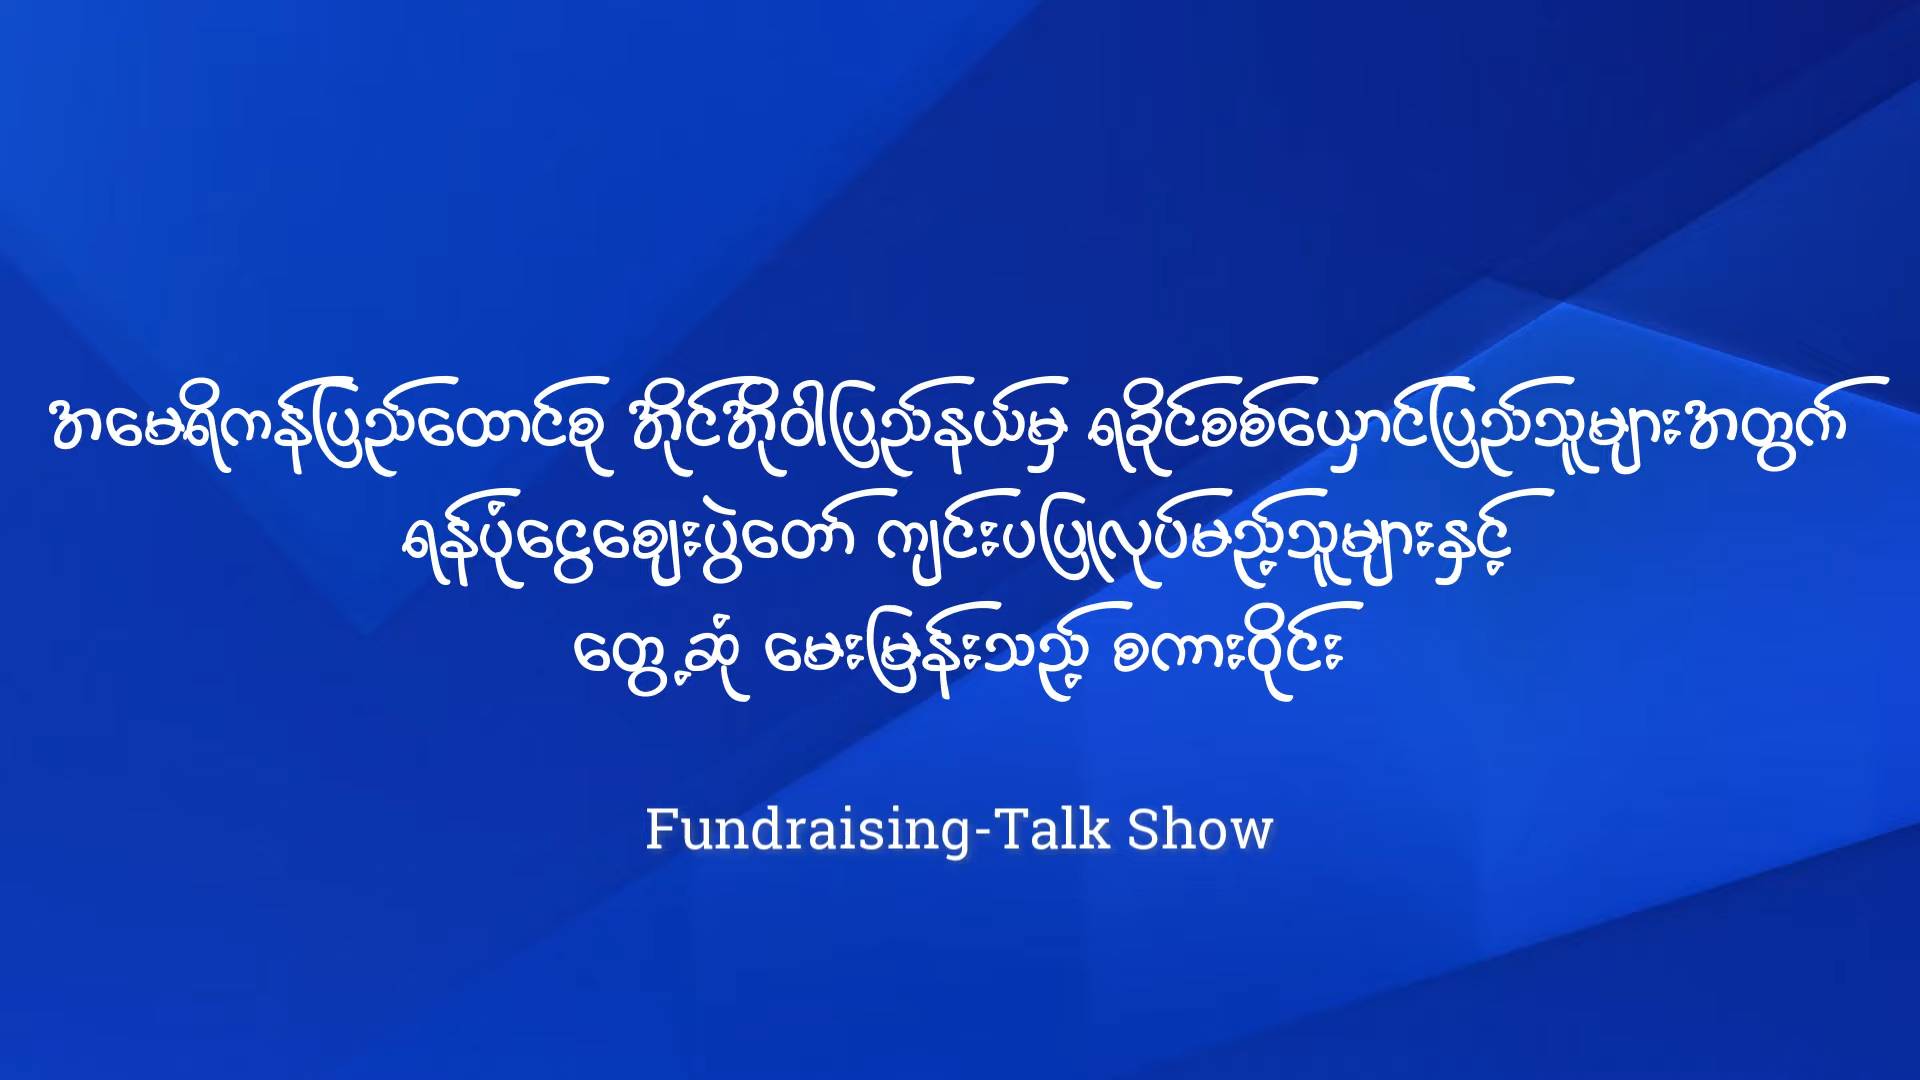 အမေရိကန်ပြည်ထောင်စု အိုင်အိုဝါပြည်နယ်မှ ရခိုင်စစ်ယှောင်ပြည်သူများအတွက်
ရန်ပုံငွေဈေးပွဲတော် ကျင်းပပြုလုပ်မည့်သူများနှင့်
တွေ့ဆုံ မေးမြန်းသည့် စကားဝိုင်း
Fundraising-Talk Show